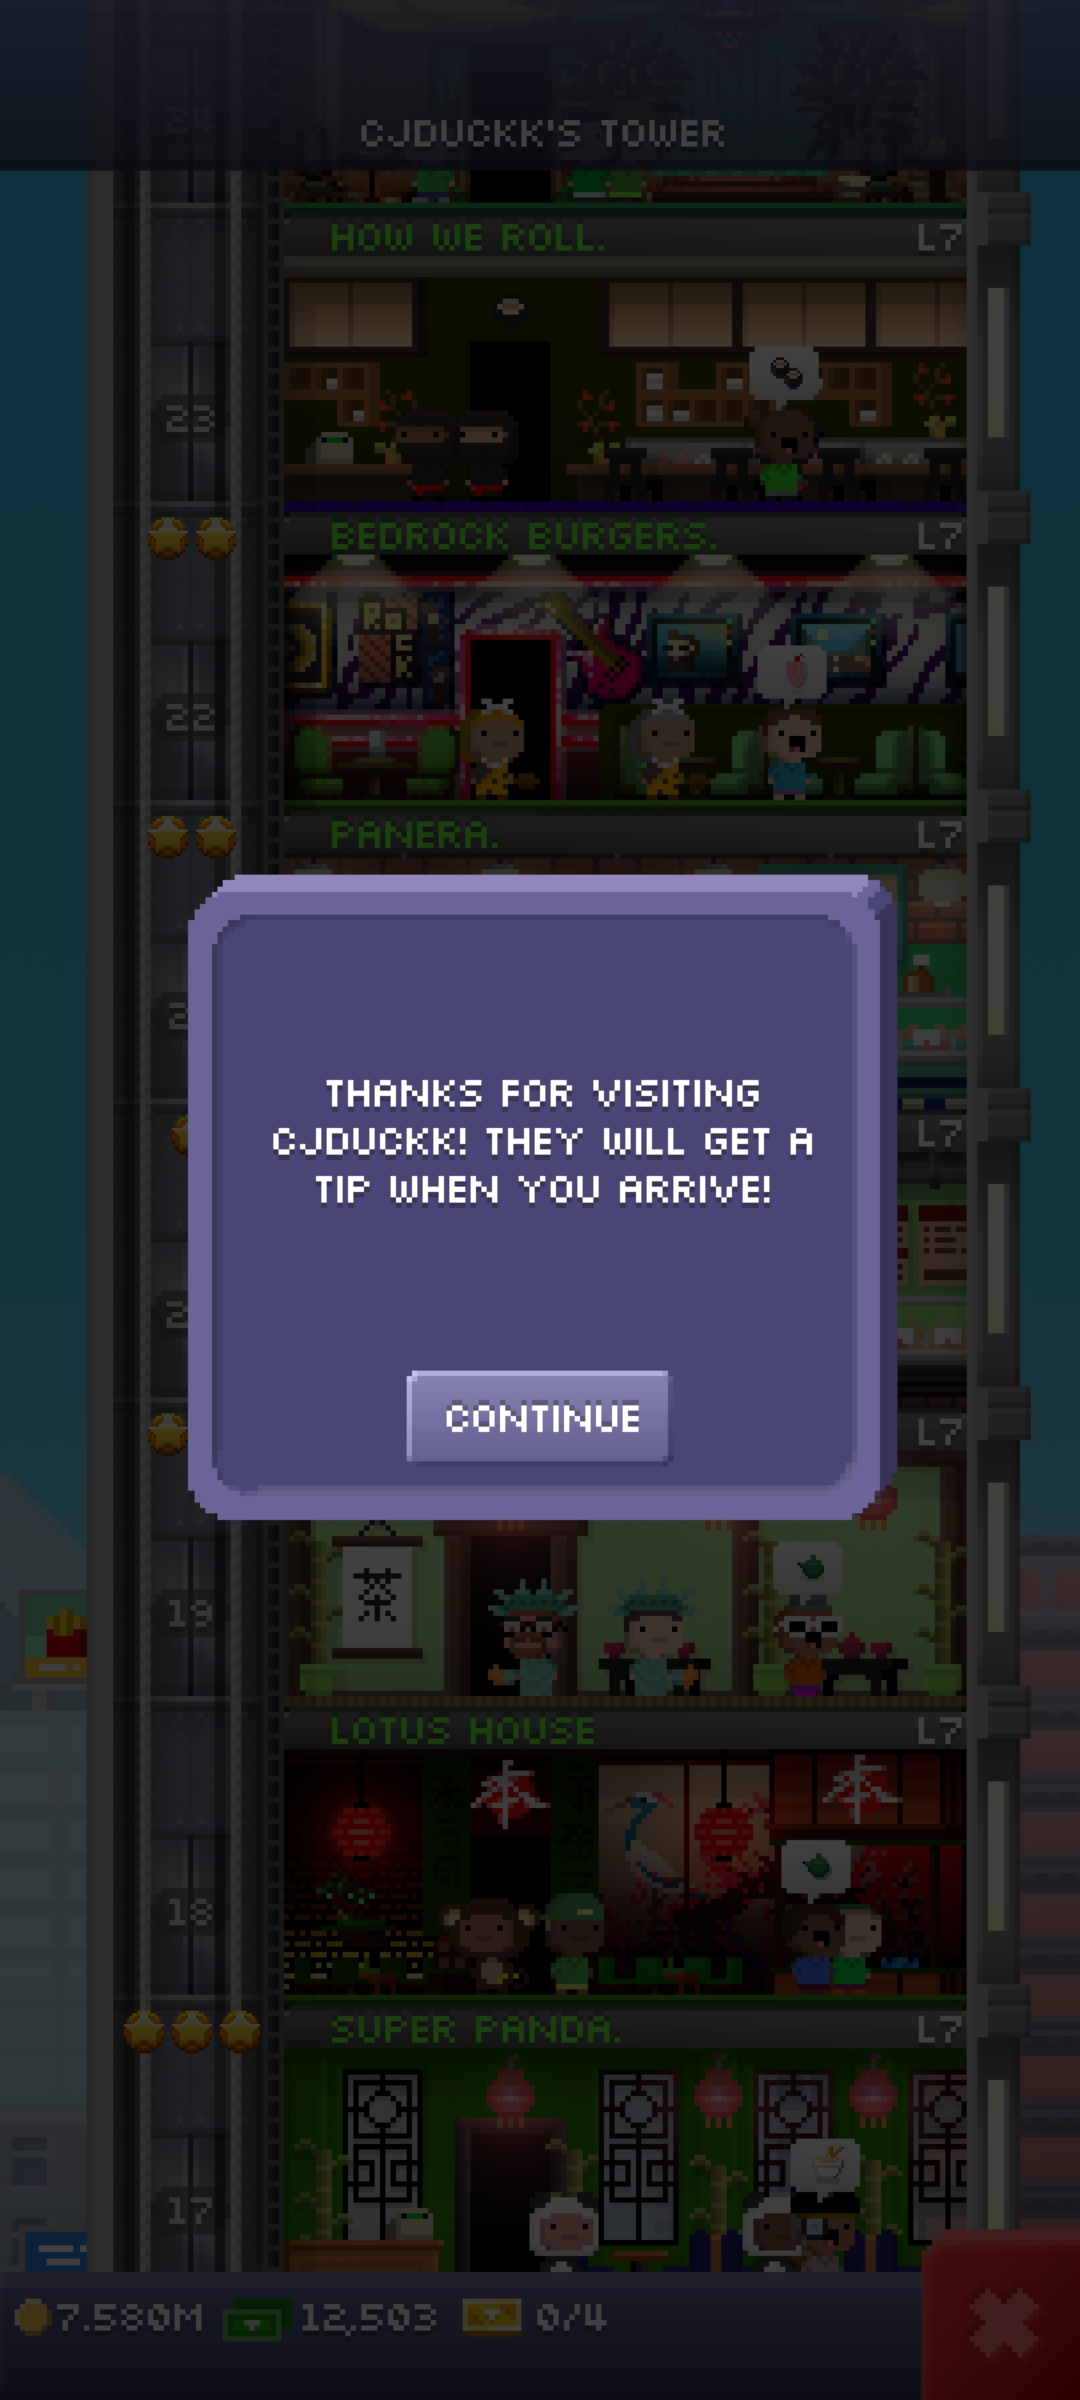 24
CJDUCKK'S TOWER
HOW WE ROLL. L7
23
BEDROCK BURGERS. L7
ROCK
22
PANERA. L7
THANKS FOR VISITING
CJDUCKK! THEY WILL GET A
TIP WHEN YOU ARRIVE!
L7
CONTINUE
L7
茶
19
LOTUS HOUSE L7
18
SUPER PANDA. L7
17
7.580M 12,503 0/4